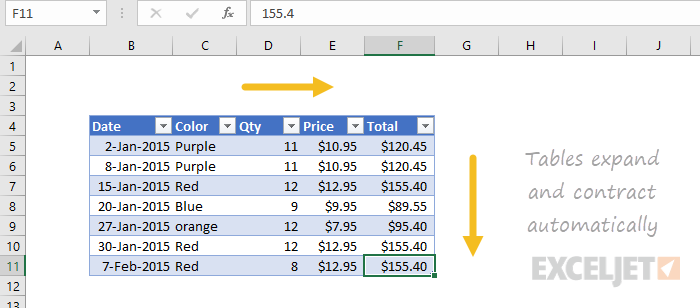 F11 fx 155.4
A B C D E F G H I J
1
2
3
4 Date Color Qty Price Total
5 2-Jan-2015 Purple 11 $10.95 $120.45
6 8-Jan-2015 Purple 11 $10.95 $120.45
7 15-Jan-2015 Red 12 $12.95 $155.40
8 20-Jan-2015 Blue 9 $9.95 $89.55
9 27-Jan-2015 orange 12 $7.95 $95.40
10 30-Jan-2015 Red 12 $12.95 $155.40
11 7-Feb-2015 Red 8 $12.95 $155.40
12
13
Tables expand
and contract
automatically
EXCELJET